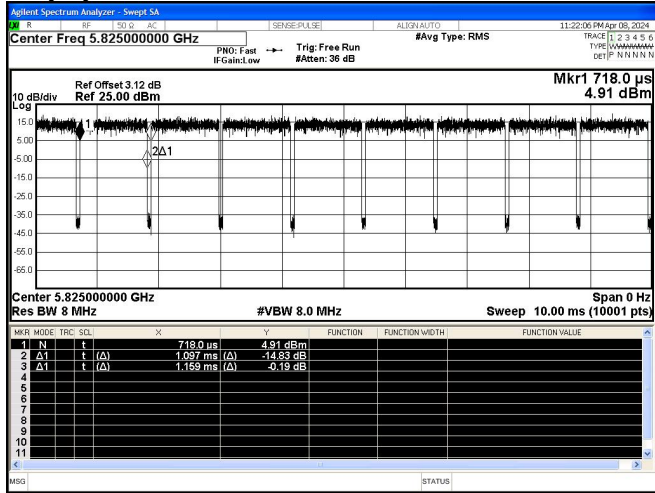 Agilent Spectrum Analyzer - Swept SA
R RF 50 Ω AC SENSE:PULSE ALIGN AUTO 11:22:06 PM Apr 08, 2024
Center Freq 5.825000000 GHz #Avg Type: RMS TRACE 1 2 3 4 5 6
PNO: Fast Trig: Free Run TYPE
IFGain:Low #Atten: 36 dB DET P N N N N N
Mkr1 718.0 µs
Ref Offset 3.12 dB
10 dB/div Ref 25.00 dBm 4.91 dBm
Log
15.0
1
5.00
2Δ1
-5.00
-15.0
-25.0
-35.0
-45.0
-55.0
-65.0
Center 5.825000000 GHz Span 0 Hz
Res BW 8 MHz #VBW 8.0 MHz Sweep 10.00 ms (10001 pts)
MKR MODE TRC SCL X Y FUNCTION FUNCTION WIDTH FUNCTION VALUE
1 N t 718.0 µs 4.91 dBm
2 Δ1 t (Δ) 1.097 ms (Δ) -14.83 dB
3 Δ1 t (Δ) 1.159 ms (Δ) -0.19 dB
4
5
6
7
8
9
10
11
MSG STATUS